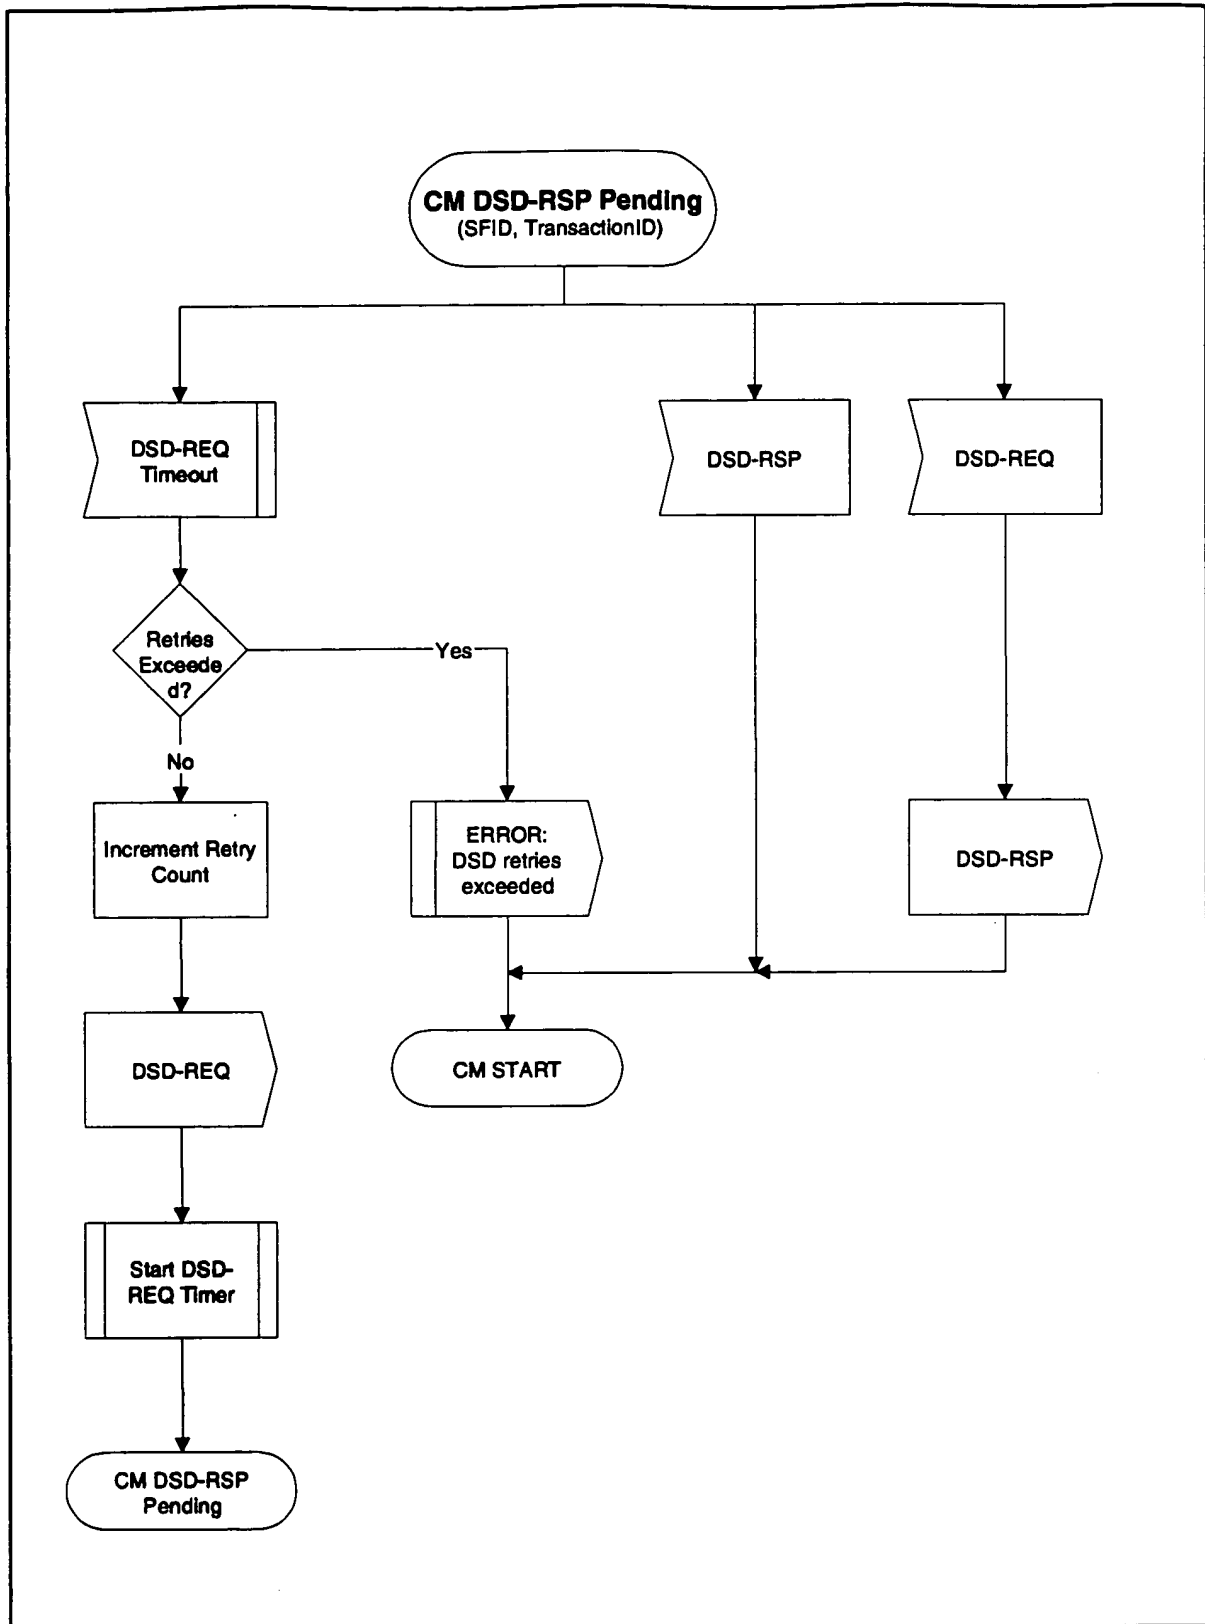 CM DSD-RSP Pending
(SFID, TransactionID)
DSD-REQ
Timeout
DSD-RSP
DSD-REQ
Retries
Exceede
d?
Yes
No
Increment Retry
Count
ERROR:
DSD retries
exceeded
DSD-RSP
DSD-REQ
CM START
Start DSD-
REQ Timer
CM DSD-RSP
Pending